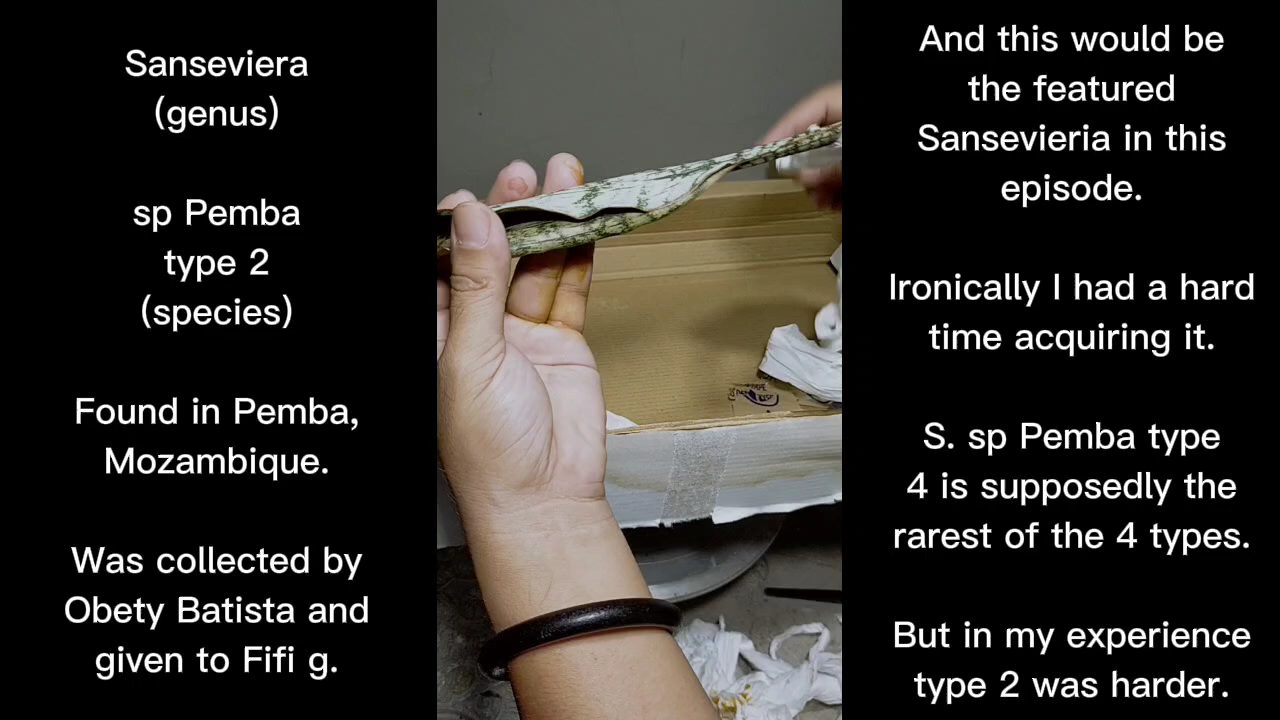 Sanseviera
(genus)
sp Pemba
type 2
(species)
Found in Pemba,
Mozambique.
Was collected by
Obety Batista and
given to Fifi g.
And this would be
the featured
Sansevieria in this
episode.
Ironically I had a hard
time acquiring it.
S. sp Pemba type
4 is supposedly the
rarest of the 4 types.
But in my experience
type 2 was harder.